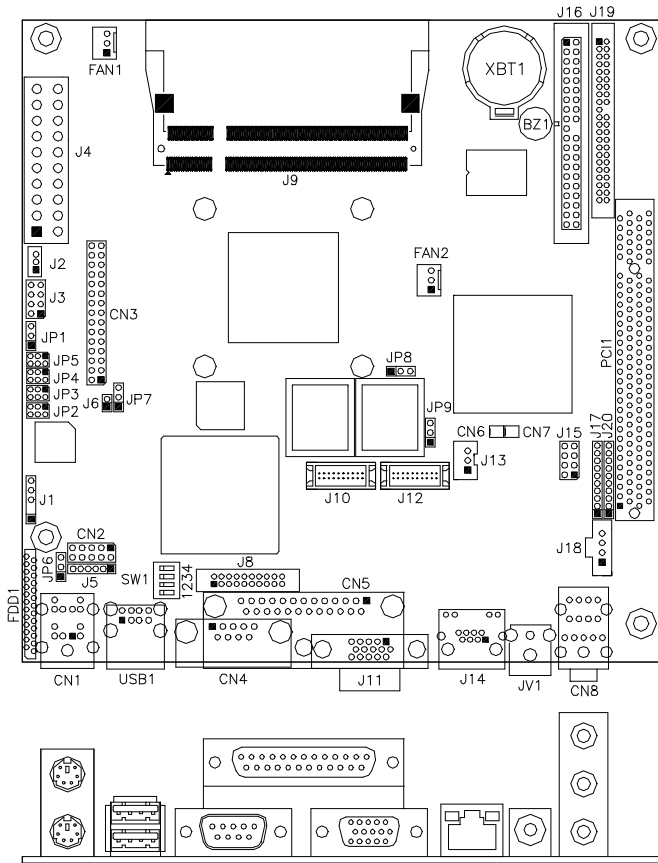 J16 J19
FAN1
XBT1
BZ1
J4
J9
J2
FAN2
J3
CN3
JP1
PCI1
JP5
JP4
JP8
JP3
J6
JP7
JP2
JP9
CN6 CN7 J15 J17 J20
J13
J10 J12
J1
CN2
J18
JP6
J5
SW1
1234
J8
CN5
FDD1
CN1 USB1 CN4 J11 J14 JV1 CN8